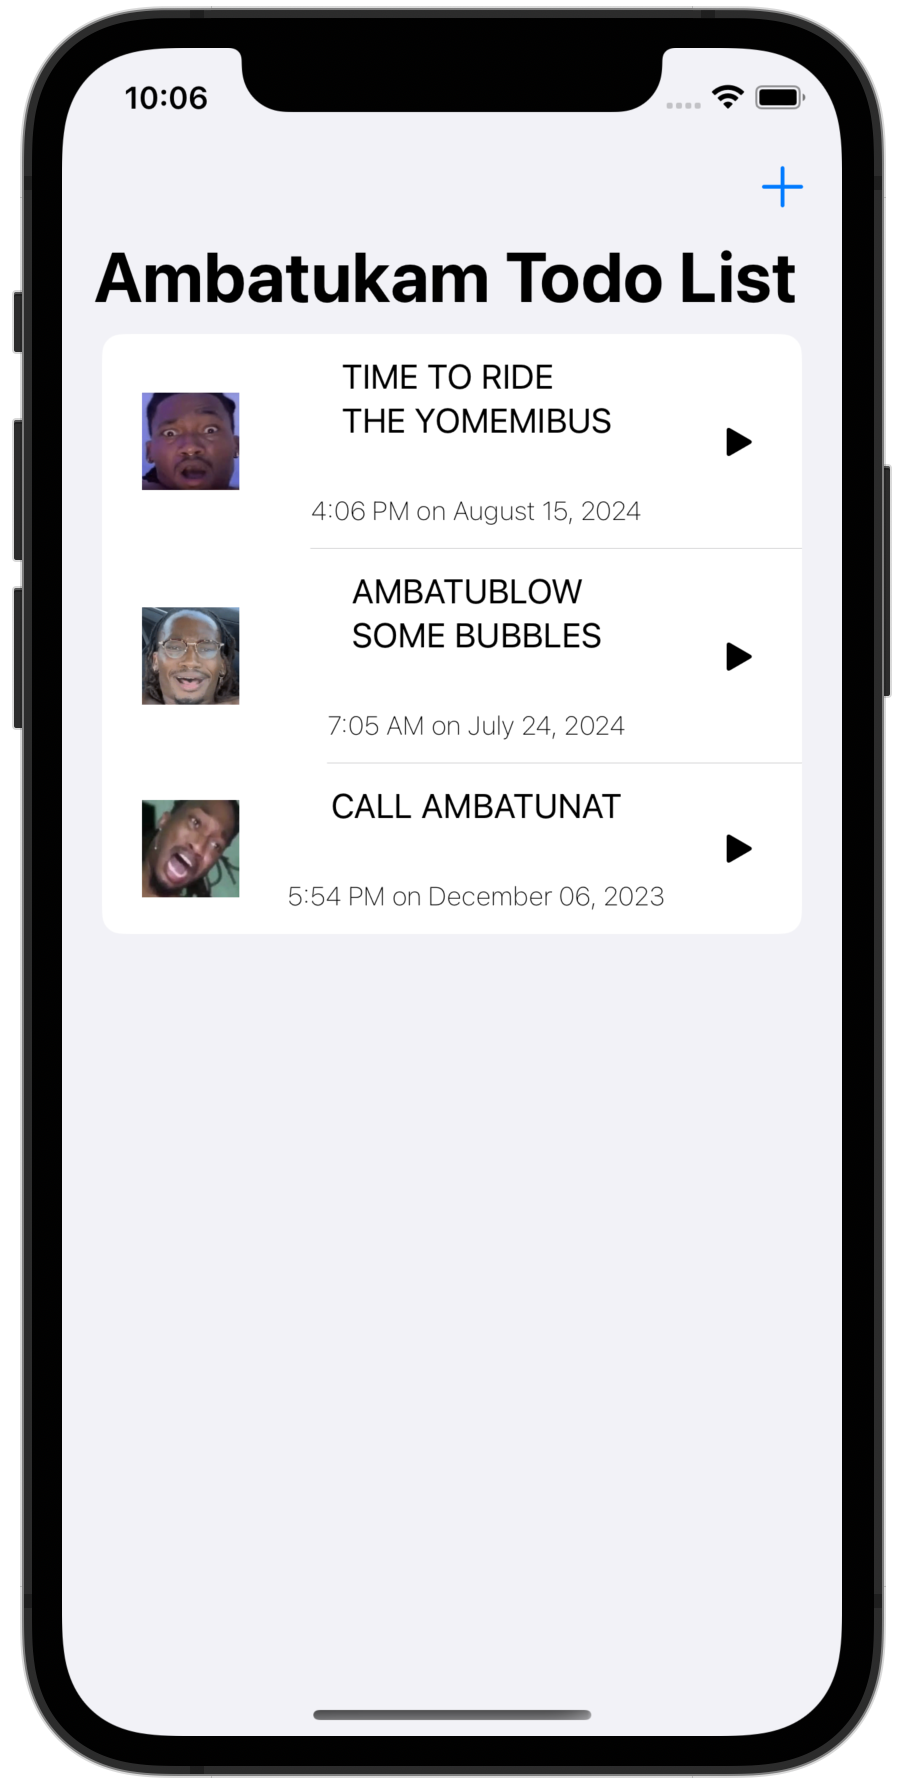 10:06
Ambatukam Todo List
TIME TO RIDE
THE YOMEMIBUS
4:06 PM on August 15, 2024
AMBATUBLOW
SOME BUBBLES
7:05 AM on July 24, 2024
CALL AMBATUNAT
5:54 PM on December 06, 2023